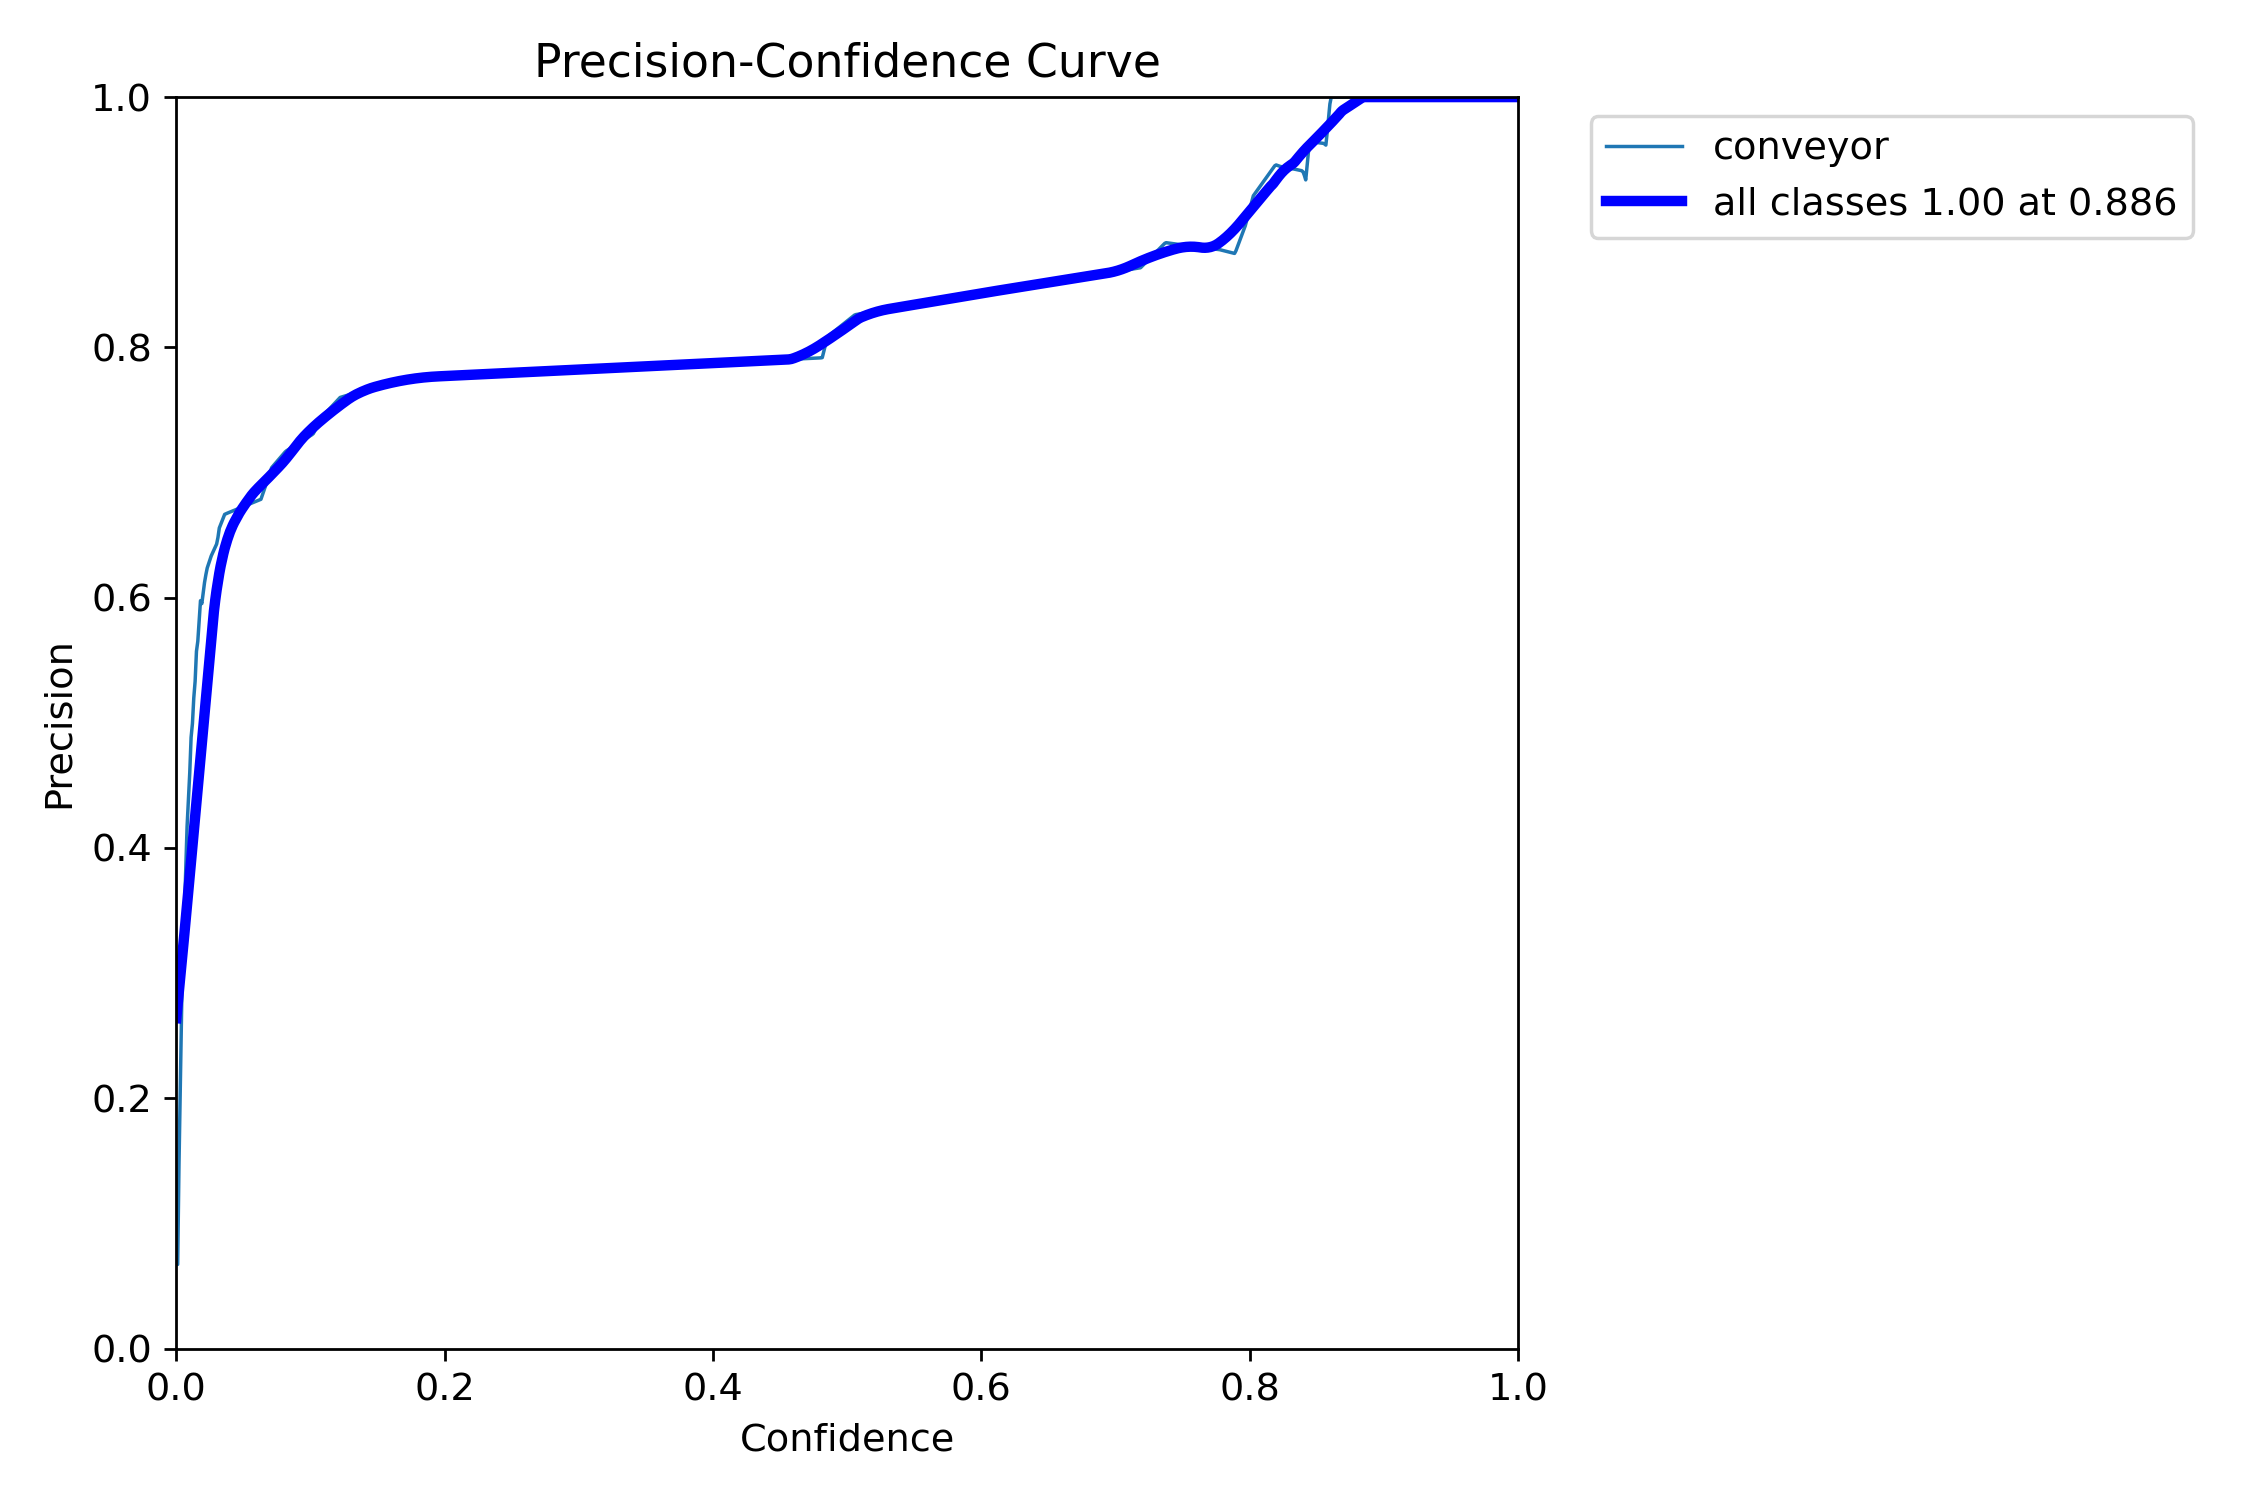 Precision-Confidence Curve
conveyor
all classes 1.00 at 0.886
Precision
1.0
0.8
0.6
0.4
0.2
0.0
0.0 0.2 0.4 0.6 0.8 1.0
Confidence